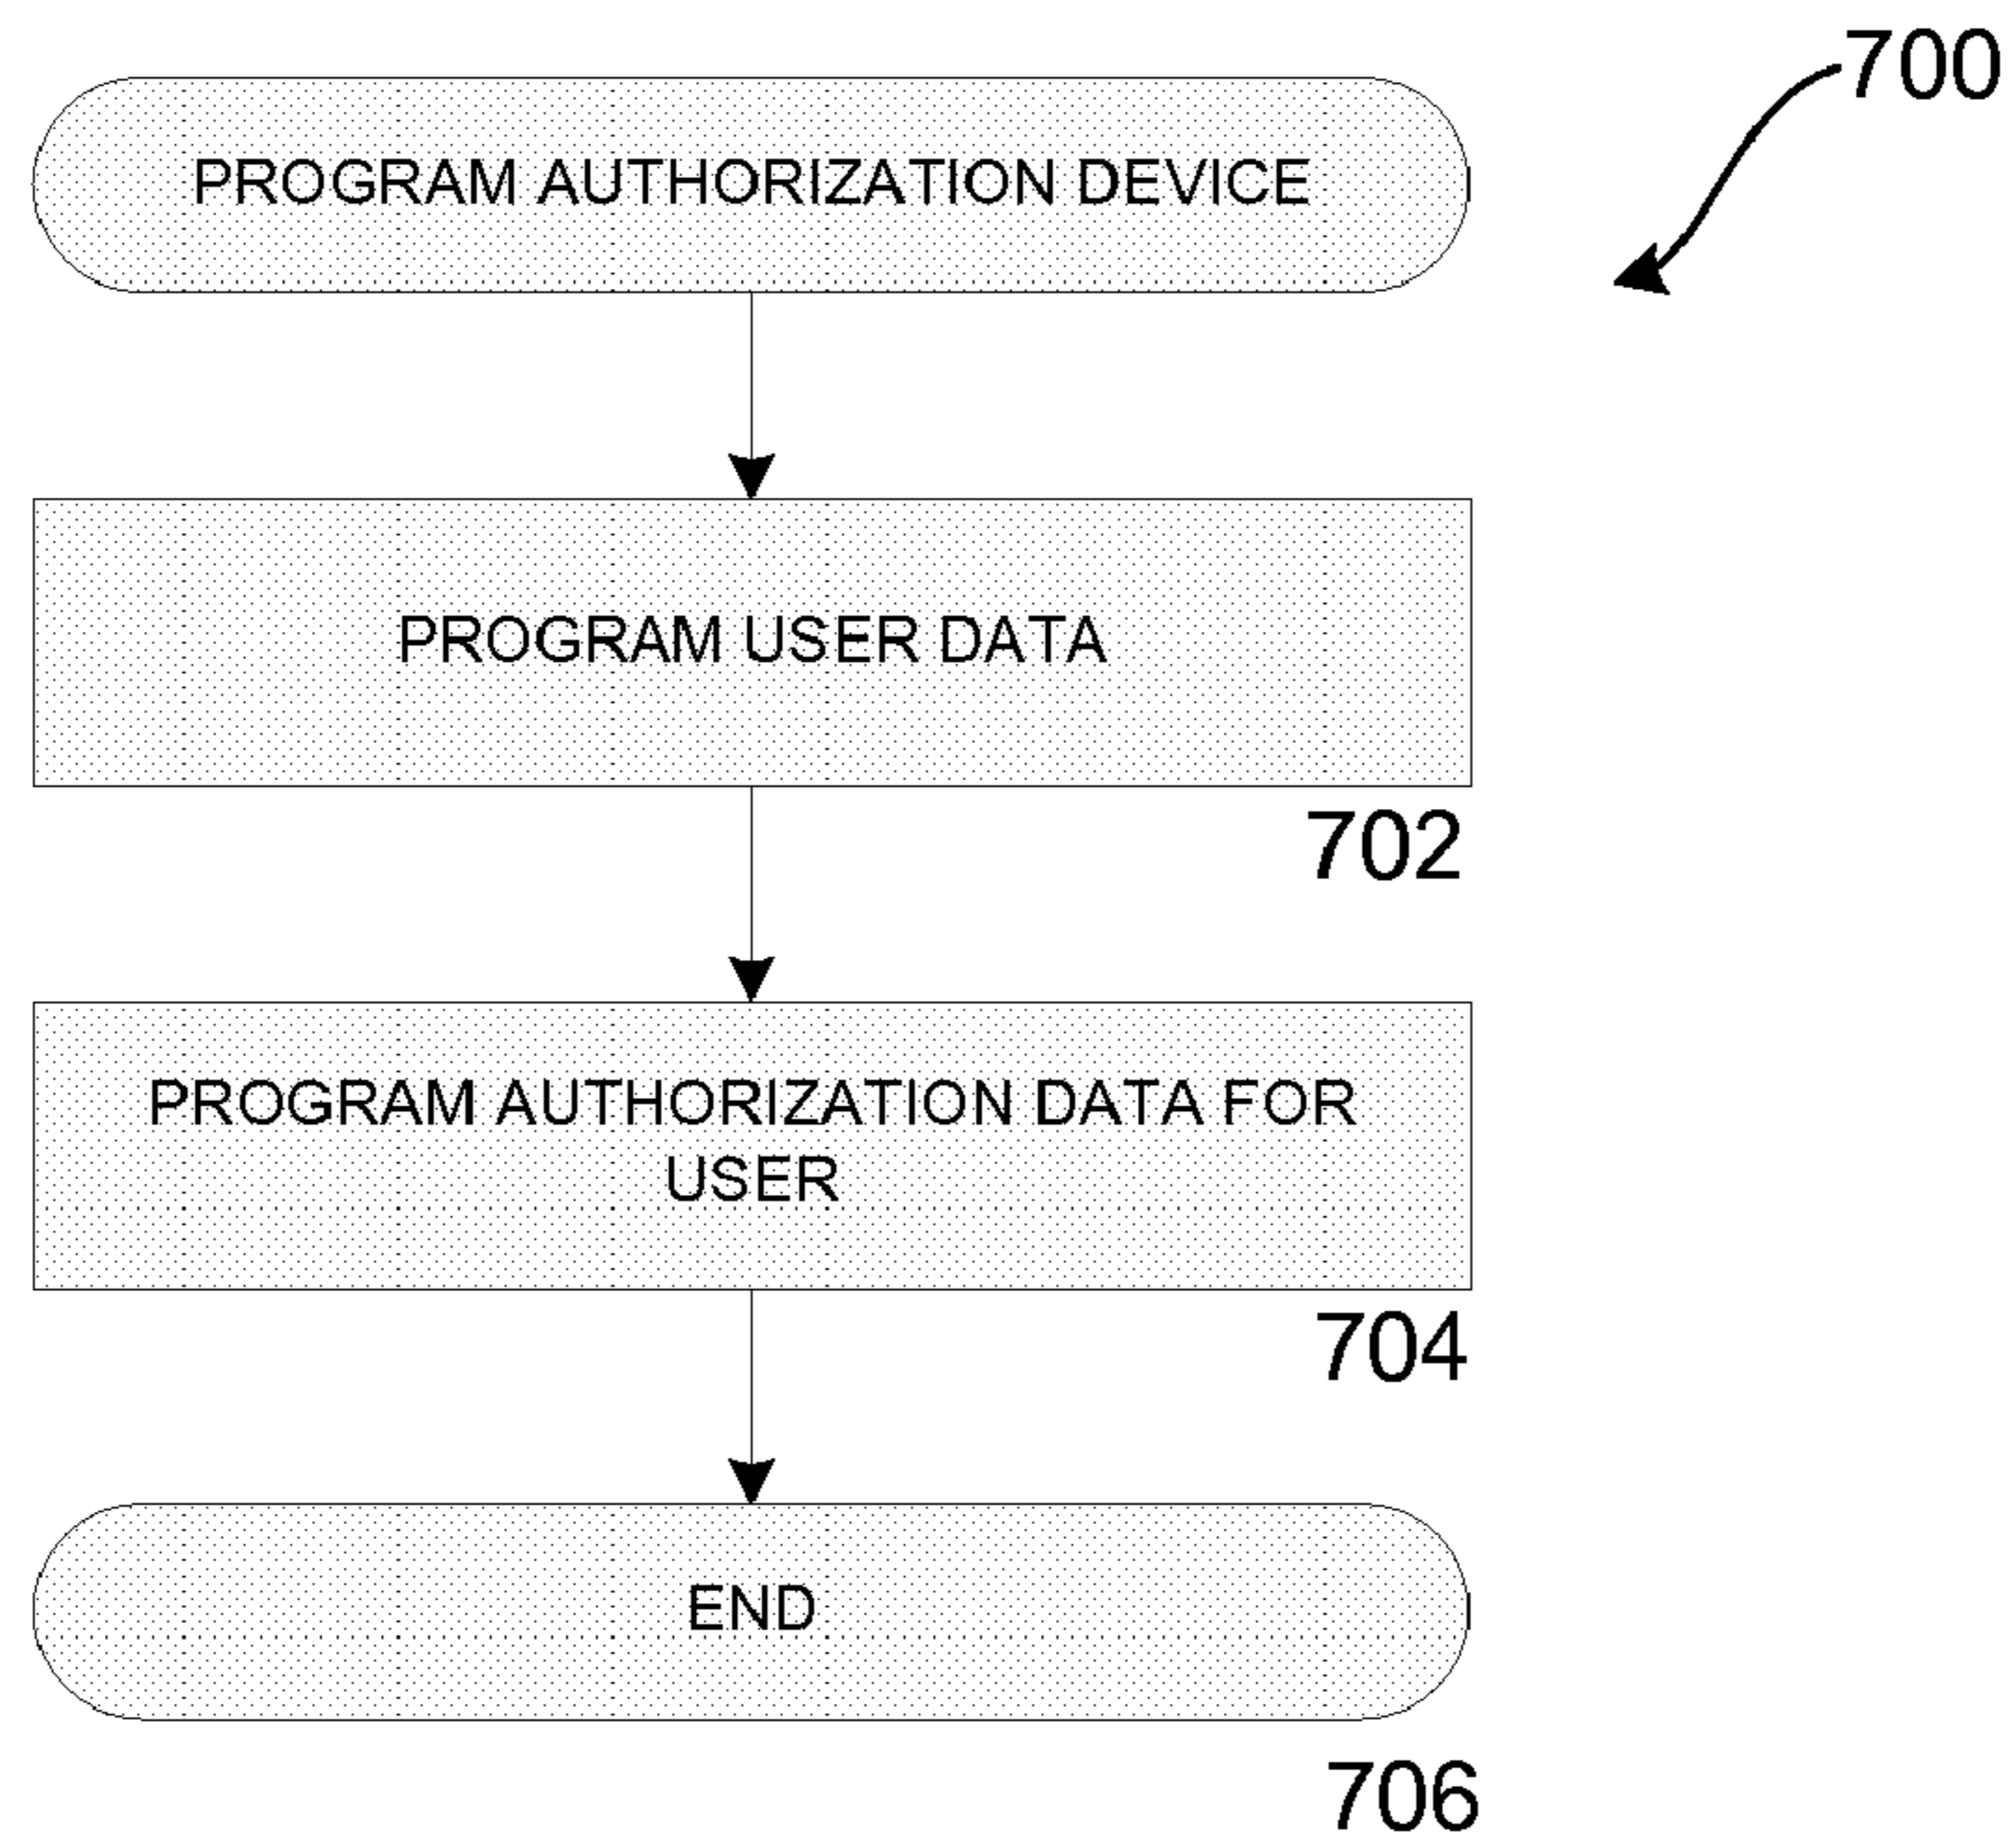 700
PROGRAM AUTHORIZATION DEVICE
PROGRAM USER DATA
702
PROGRAM AUTHORIZATION DATA FOR
USER
704
END
706